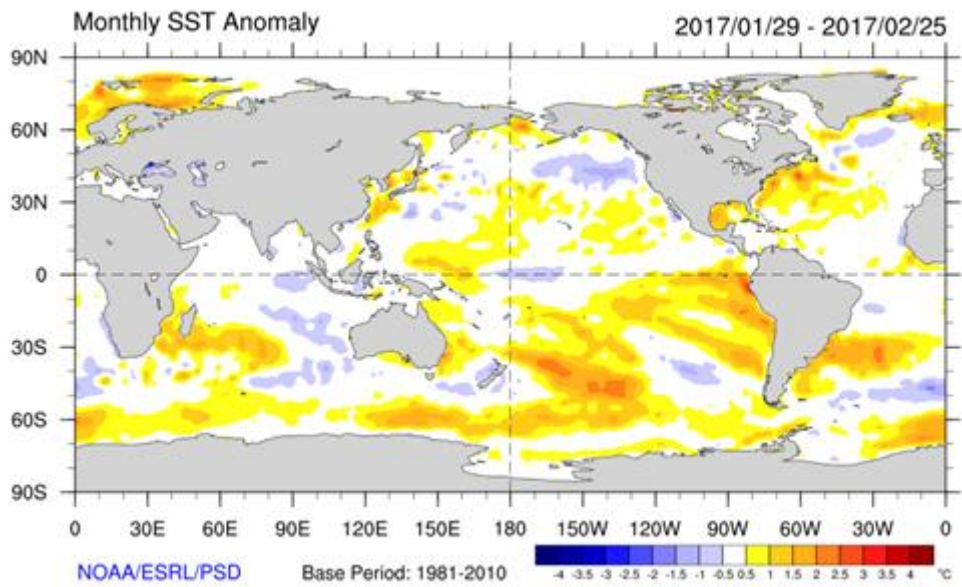 Monthly SST Anomaly 2017/01/29 - 2017/02/25
90N
60N
30N
0
30S
60S
90S
0 30E 60E 90E 120E 150E 180 150W 120W 90W 60W 30W 0
NOAA/ESRL/PSD Base Period: 1981-2010
-4 -3.5 -3 -2.5 -2 -1.5 -1 -0.5 0.5 1 1.5 2 2.5 3 3.5 4 °C